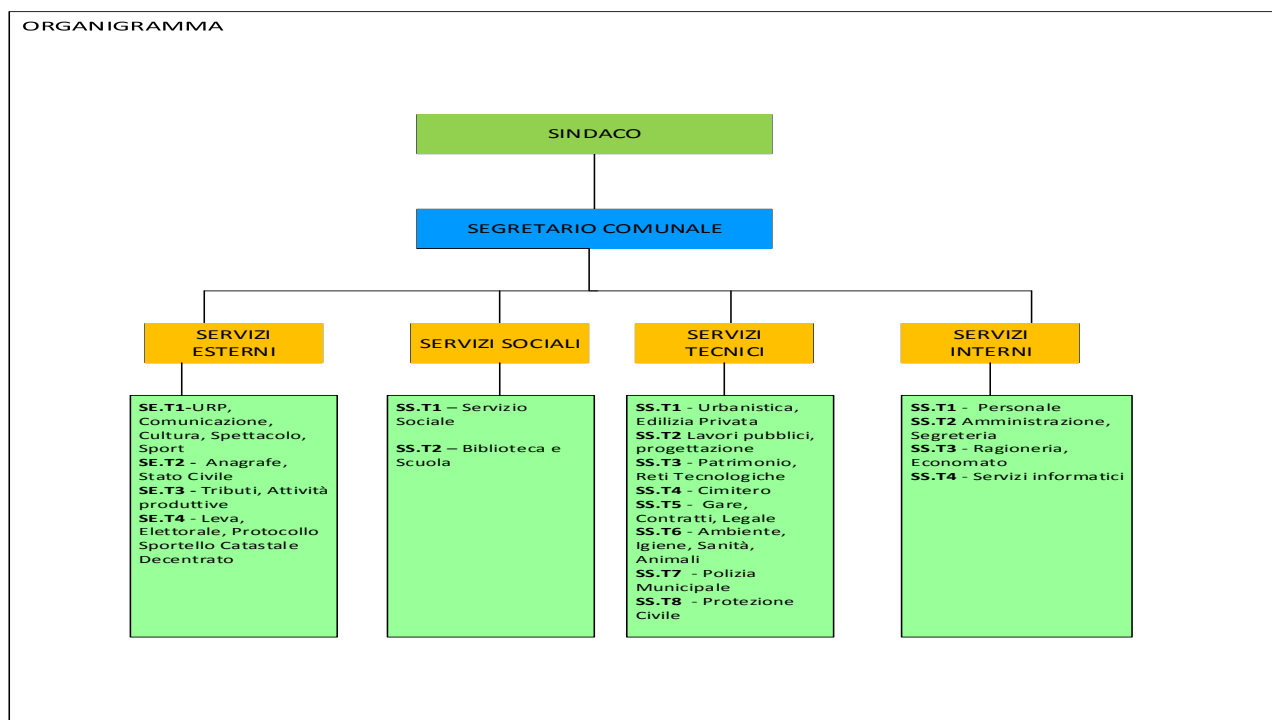 ORGANIGRAMMA
SINDACO
SEGRETARIO COMUNALE
SERVIZI
ESTERNI
SERVIZI SOCIALI
SERVIZI
TECNICI
SERVIZI
INTERNI
SE.T1-URP,
Comunicazione,
Cultura, Spettacolo,
Sport
SE.T2 - Anagrafe,
Stato Civile
SE.T3 - Tributi, Attività
produttive
SE.T4 - Leva,
Elettorale, Protocollo
Sportello Catastale
Decentrato
SS.T1 – Servizio
Sociale
SS.T2 – Biblioteca e
Scuola
SS.T1 - Urbanistica,
Edilizia Privata
SS.T2 Lavori pubblici,
progettazione
SS.T3 - Patrimonio,
Reti Tecnologiche
SS.T4 - Cimitero
SS.T5 - Gare,
Contratti, Legale
SS.T6 - Ambiente,
Igiene, Sanità,
Animali
SS.T7 - Polizia
Municipale
SS.T8 - Protezione
Civile
SS.T1 - Personale
SS.T2 Amministrazione,
Segreteria
SS.T3 - Ragioneria,
Economato
SS.T4 - Servizi informatici